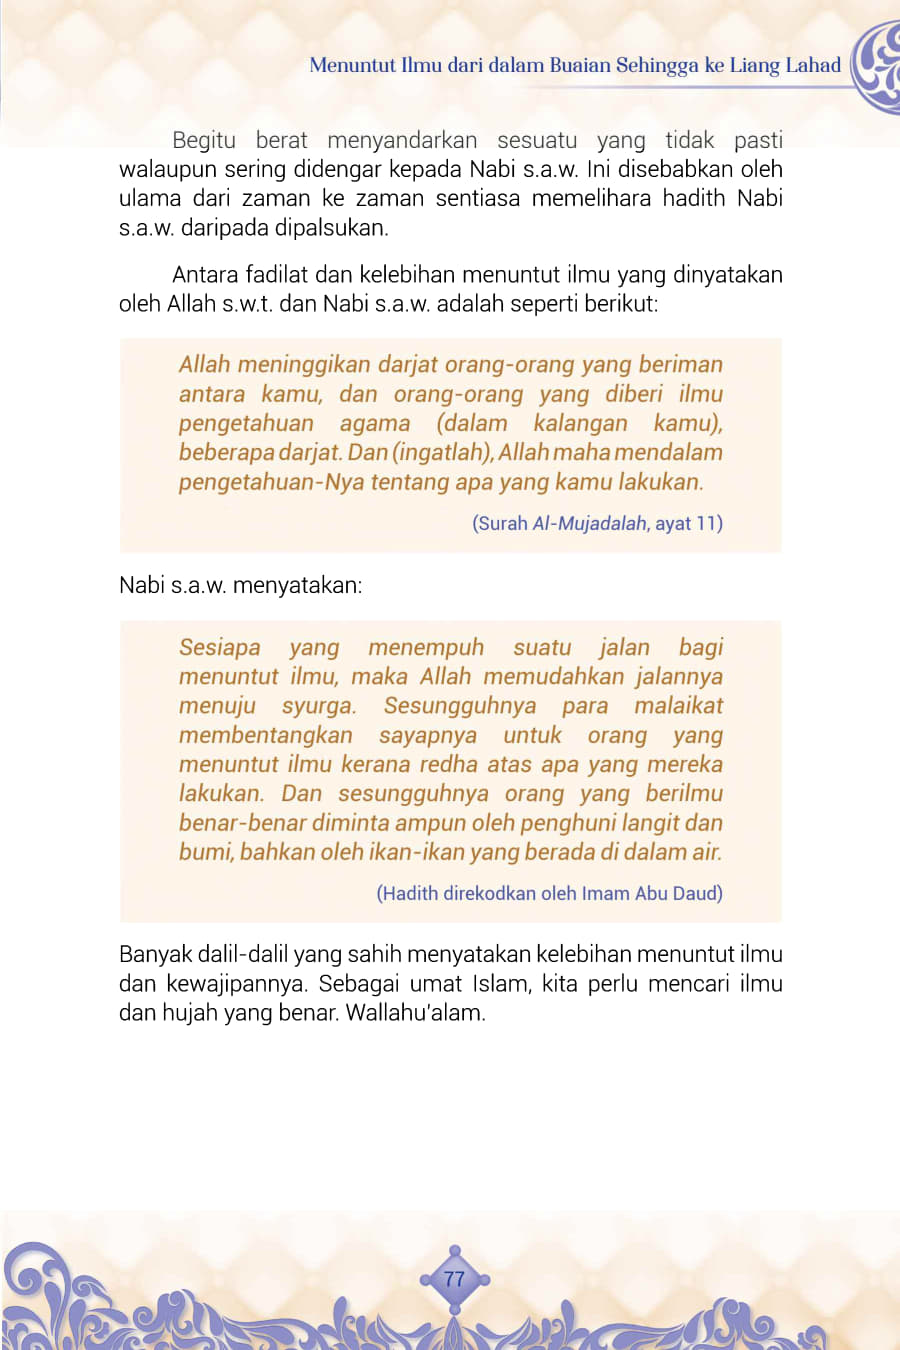 Menuntut Ilmu dari dalam Buaian Sehingga ke Liang Lahad
Begitu berat menyandarkan sesuatu yang tidak pasti
walaupun sering didengar kepada Nabi s.a.w. Ini disebabkan oleh
ulama dari zaman ke zaman sentiasa memelihara hadith Nabi
s.a.w. daripada dipalsukan.
Antara fadilat dan kelebihan menuntut ilmu yang dinyatakan
oleh Allah s.w.t. dan Nabi s.a.w. adalah seperti berikut:
Allah meninggikan darjat orang-orang yang beriman
antara kamu, dan orang-orang yang diberi ilmu
pengetahuan agama (dalam kalangan kamu),
beberapa darjat. Dan (ingatlah), Allah maha mendalam
pengetahuan-Nya tentang apa yang kamu lakukan.
(Surah Al-Mujadalah, ayat 11)
Nabi s.a.w. menyatakan:
Sesiapa yang menempuh suatu jalan bagi
menuntut ilmu, maka Allah memudahkan jalannya
menuju syurga. Sesungguhnya para malaikat
membentangkan sayapnya untuk orang yang
menuntut ilmu kerana redha atas apa yang mereka
lakukan. Dan sesungguhnya orang yang berilmu
benar-benar diminta ampun oleh penghuni langit dan
bumi, bahkan oleh ikan-ikan yang berada di dalam air.
(Hadith direkodkan oleh Imam Abu Daud)
Banyak dalil-dalil yang sahih menyatakan kelebihan menuntut ilmu
dan kewajipannya. Sebagai umat Islam, kita perlu mencari ilmu
dan hujah yang benar. Wallahu'alam.
77